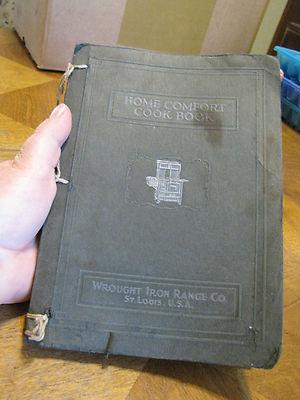 HOME COMFORT
COOK BOOK
WROUGHT IRON RANGE CO.
ST. LOUIS, U.S.A.